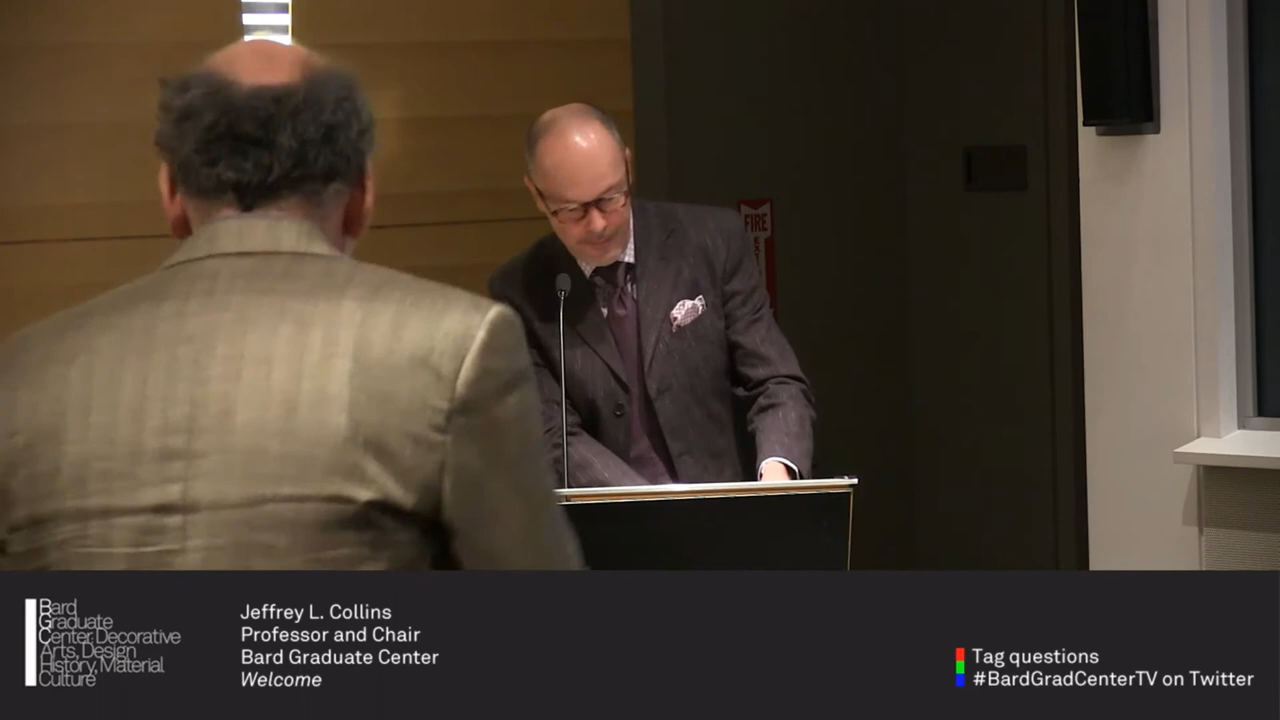 FIRE
Bard
Graduate
Center Decorative
Arts, Design
History, Material
Culture
Jeffrey L. Collins
Professor and Chair
Bard Graduate Center
Welcome
Tag questions
#BardGradCenterTV on Twitter